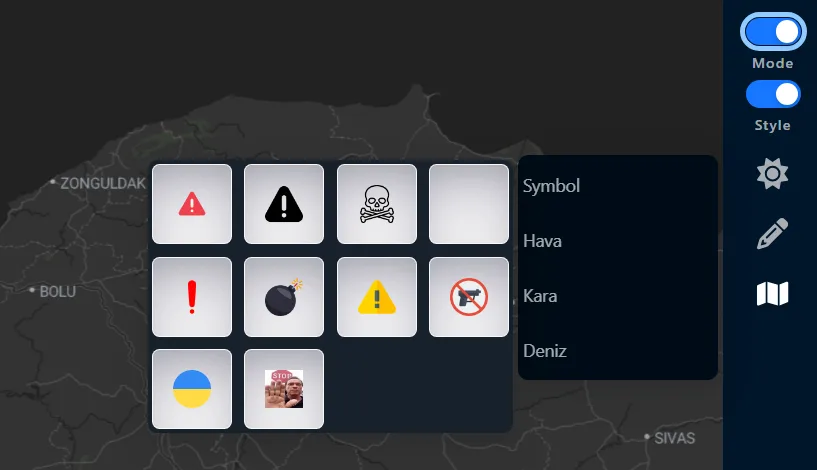 Mode
Style
ZONGULDAK
Symbol
Hava
BOLU
Kara
Deniz
STOP
SIVAS